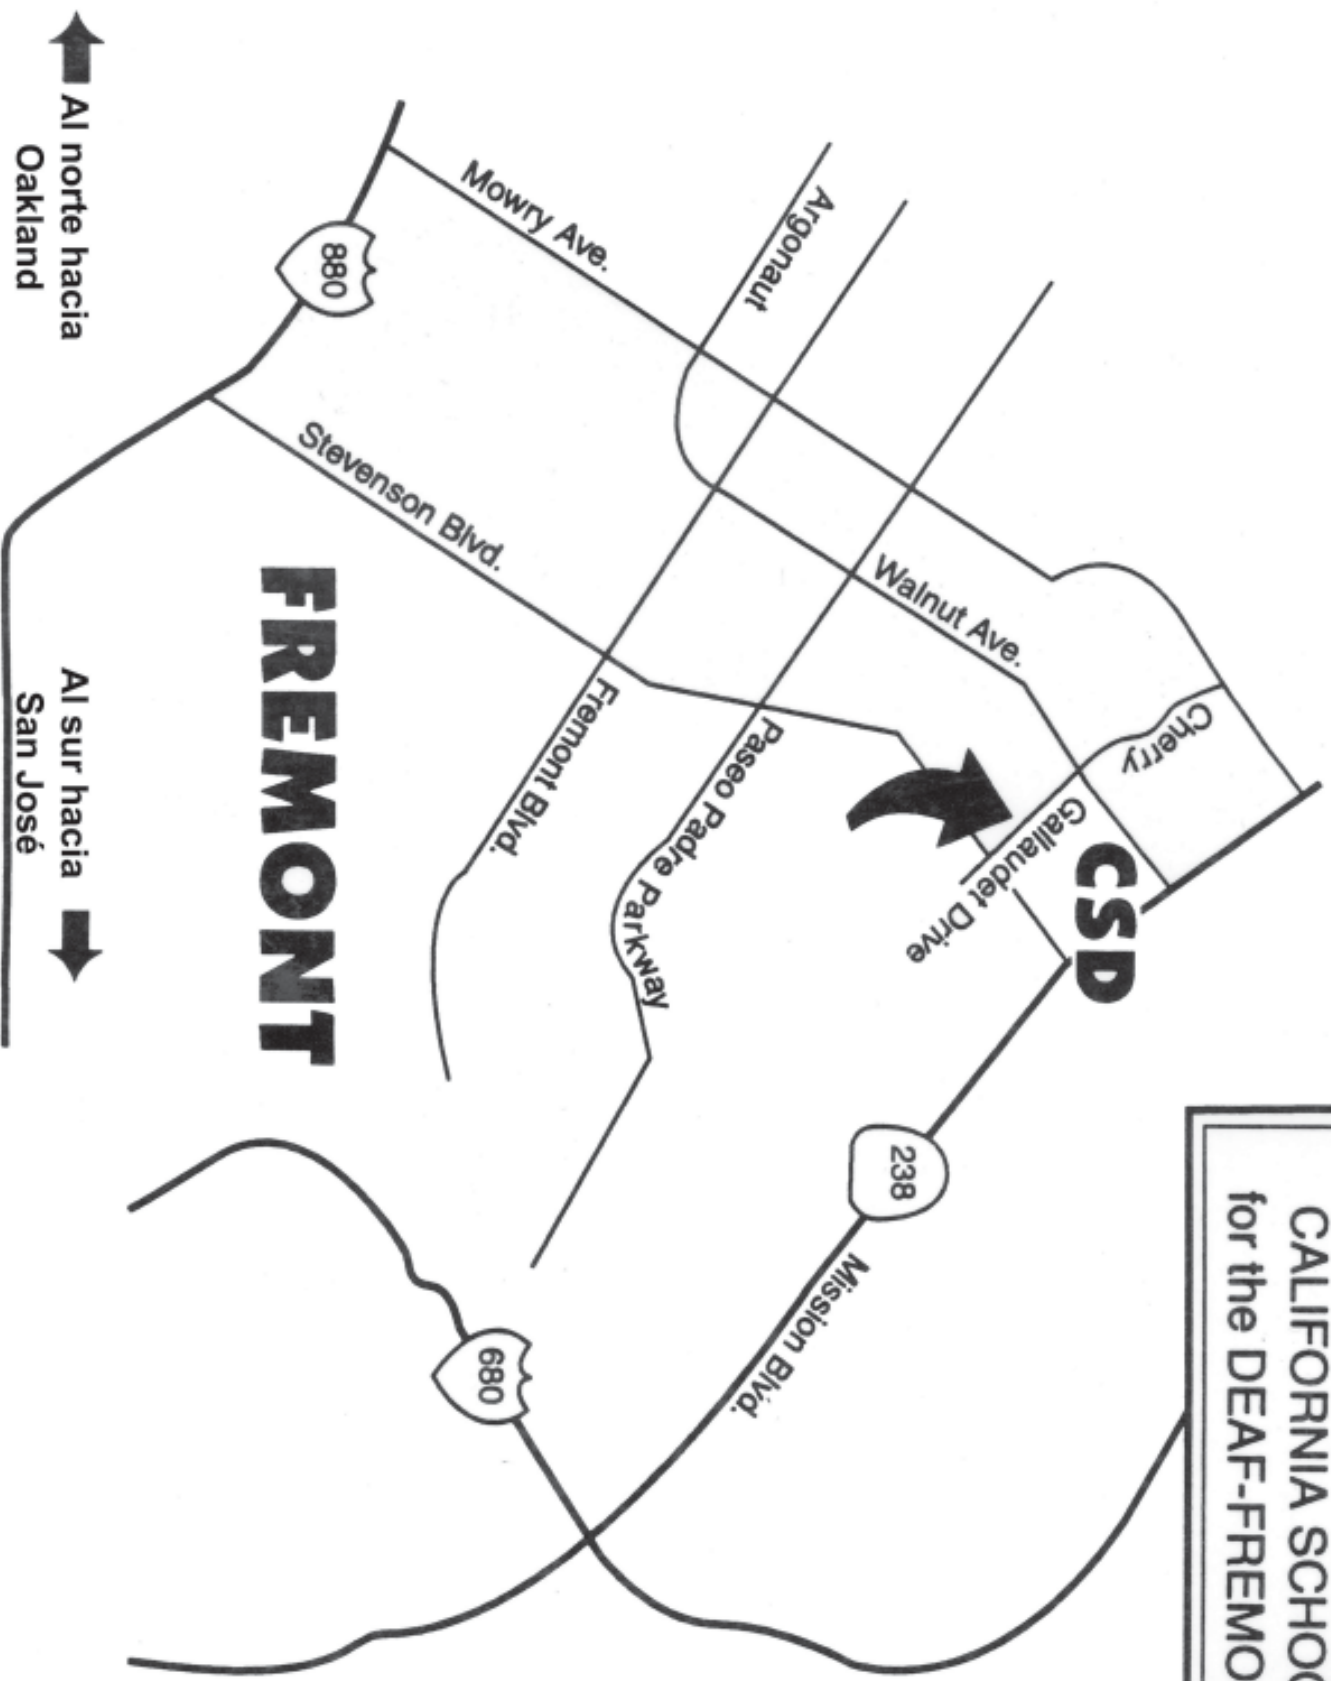 CALIFORNIA SCHOO
for the DEAF-FREMO
Cherry
CSD
Gallaudet Drive
Walnut Ave.
Argonaut
Mowry Ave.
Paseo Padre Parkway
238
Mission Blvd.
Fremont Blvd.
Stevenson Blvd.
880
680
FREMONT
Al norte hacia
Oakland
Al sur hacia
San José